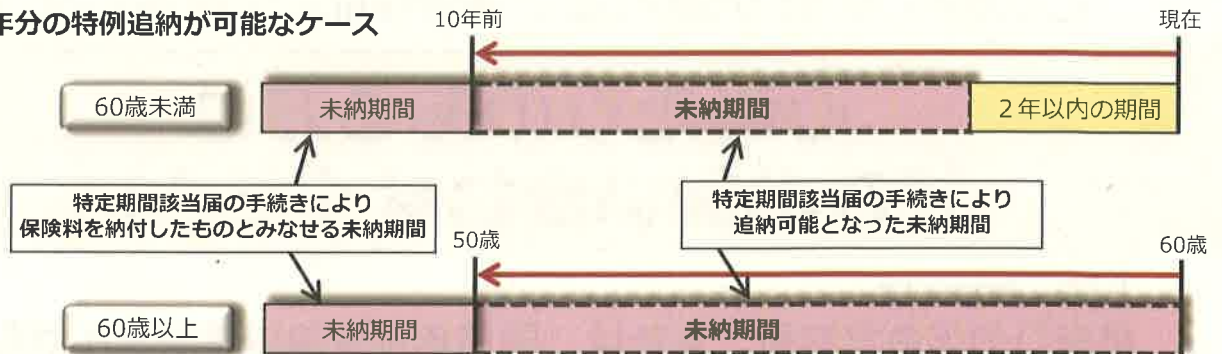 年分の特例追納が可能なケース
10年前
現在
60歳未満
未納期間
未納期間
2年以内の期間
特定期間該当届の手続きにより
保険料を納付したものとみなせる未納期間
特定期間該当届の手続きにより
追納可能となった未納期間
50歳
60歳
60歳以上
未納期間
未納期間